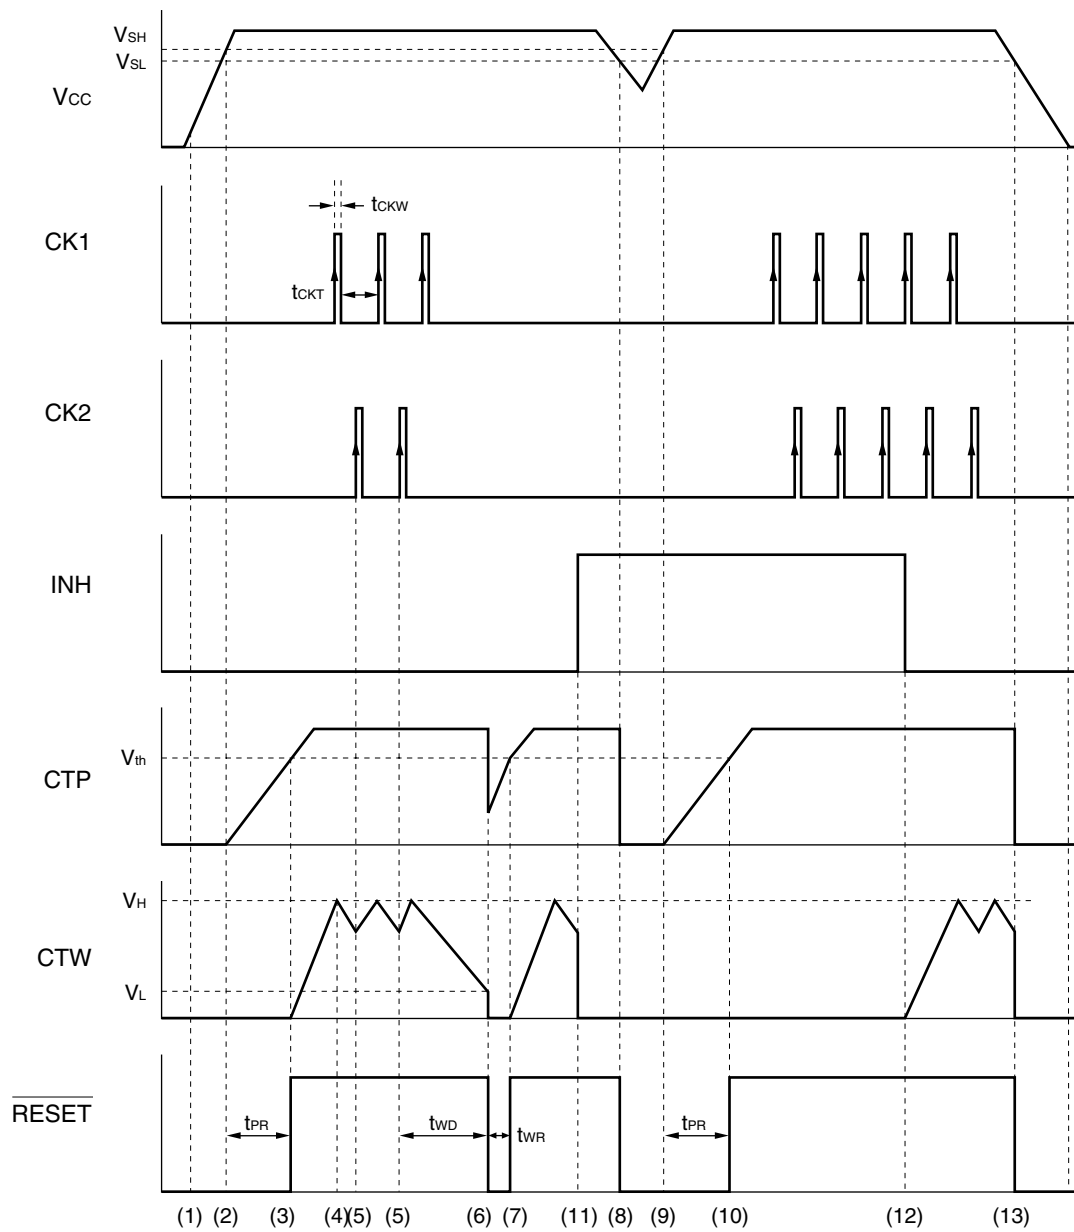 VSH
VSL
VCC
CK1
tCKW
tCKT
CK2
INH
Vth
CTP
VH
CTW
VL
RESET
tPR
tWD
tWR
tPR
(1) (2) (3) (4) (5) (5) (6) (7) (11) (8) (9) (10) (12) (13)